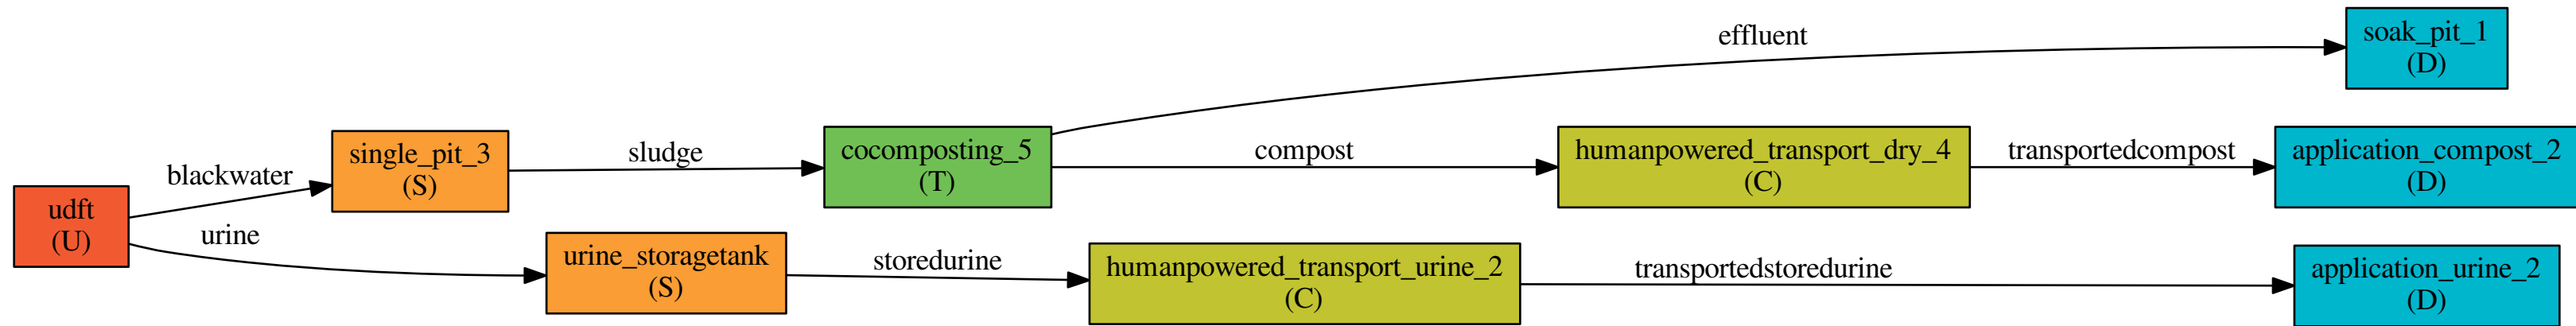 effluent
soak_pit_1
(D)
blackwater
single_pit_3
(S)
sludge
cocomposting_5
(T)
compost
humanpowered_transport_dry_4
(C)
transportedcompost
application_compost_2
(D)
udft
(U)
urine
urine_storagetank
(S)
storedurine
humanpowered_transport_urine_2
(C)
transportedstoredurine
application_urine_2
(D)